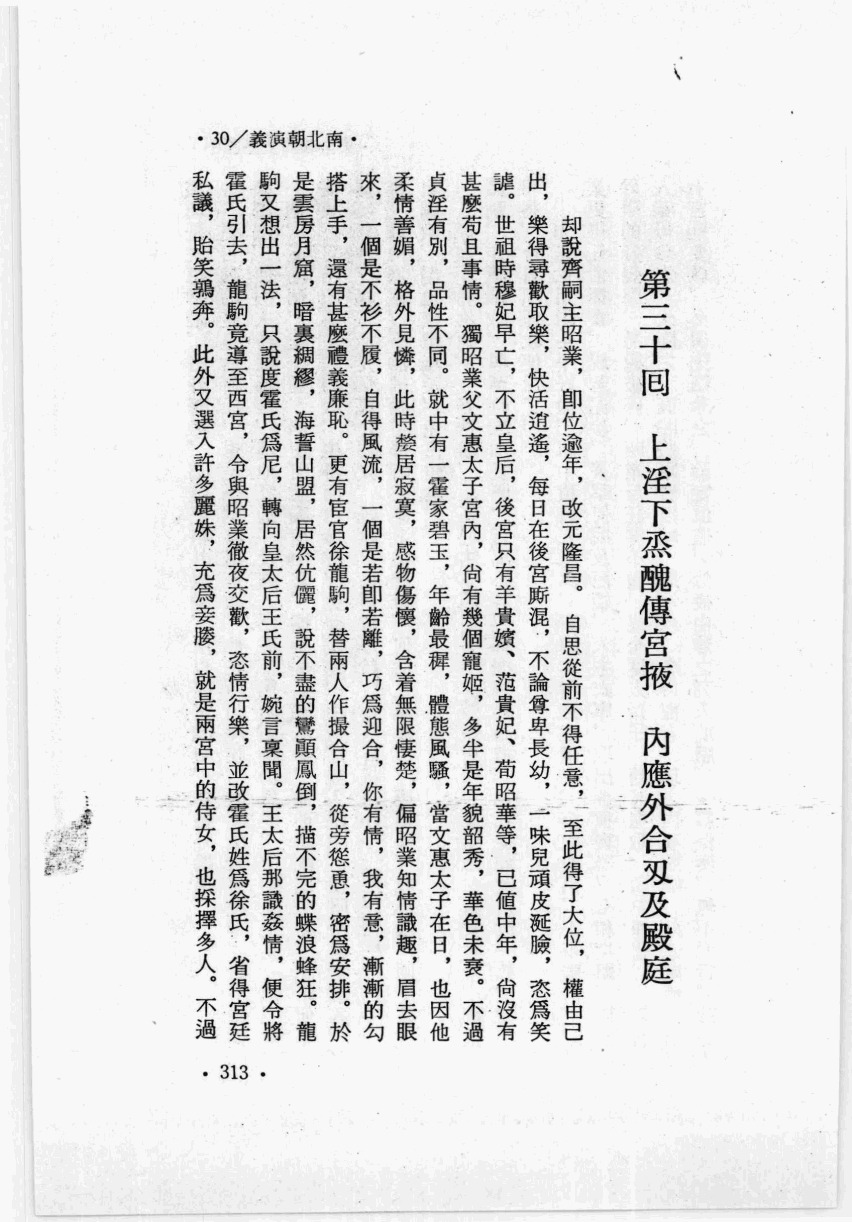 ・30／義演朝北南・
第三十囘　上淫下烝醜傳宮掖　內應外合刄及殿庭
却說齊嗣主昭業，卽位逾年，改元隆昌。自思從前不得任意，至此得了大位，權由己
出，樂得尋歡取樂，快活逍遙，每日在後宮厮混，不論尊卑長幼，一味兒頑皮涎臉，恣爲笑
謔。世祖時穆妃早亡，不立皇后，後宮只有羊貴嬪、范貴妃、荀昭華等，已值中年，尙沒有
甚麼苟且事情。獨昭業父文惠太子宮內，尙有幾個寵姬，多半是年貌韶秀，華色未衰。不過
貞淫有別，品性不同。就中有一霍家碧玉，年齡最穉，體態風騷，當文惠太子在日，也因他
柔情善媚，格外見憐，此時嫠居寂寞，感物傷懷，含着無限悽楚，偏昭業知情識趣，眉去眼
來，一個是不衫不履，自得風流，一個是若卽若離，巧爲迎合，你有情，我有意，漸漸的勾
搭上手，還有甚麼禮義廉恥。更有宦官徐龍駒，替兩人作撮合山，從旁慫恿，密爲安排。於
是雲房月窟，暗裏綢繆，海誓山盟，居然伉儷，說不盡的鸞顚鳳倒，描不完的蝶浪蜂狂。龍
駒又想出一法，只說度霍氏爲尼，轉向皇太后王氏前，婉言稟聞。王太后那識姦情，便令將
霍氏引去，龍駒竟導至西宮，令與昭業徹夜交歡，恣情行樂，並改霍氏姓爲徐氏，省得宮廷
私議，貽笑鶉奔。此外又選入許多麗姝，充爲妾媵，就是兩宮中的侍女，也採擇多人。不過
・313・